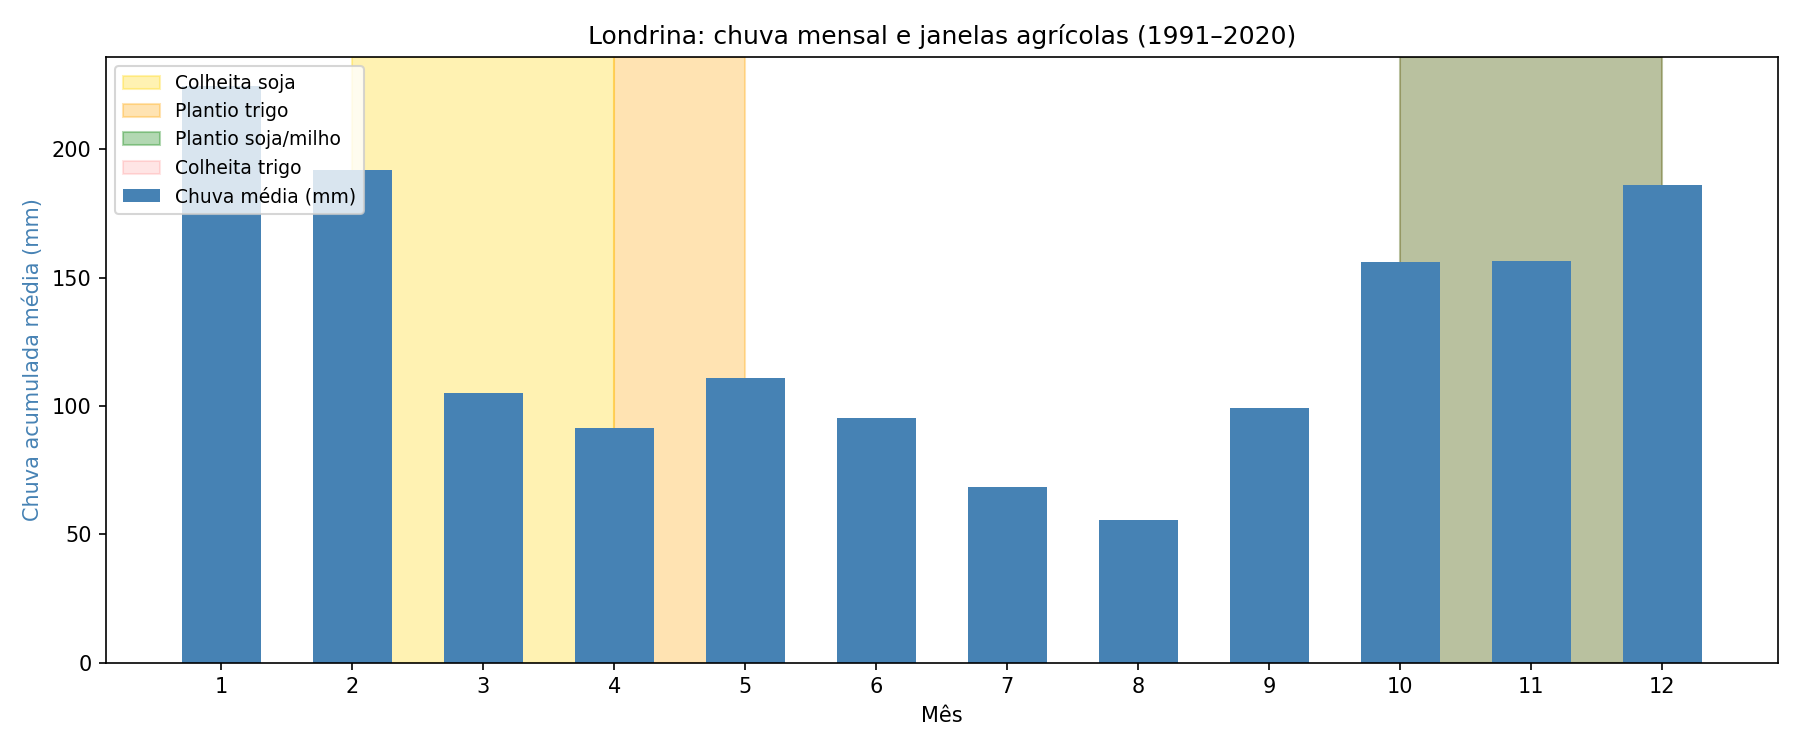 Londrina: chuva mensal e janelas agrícolas (1991–2020)
Colheita soja
Plantio trigo
Plantio soja/milho
Colheita trigo
Chuva média (mm)
Chuva acumulada média (mm)
200
150
100
50
0
1 2 3 4 5 6 7 8 9 10 11 12
Mês